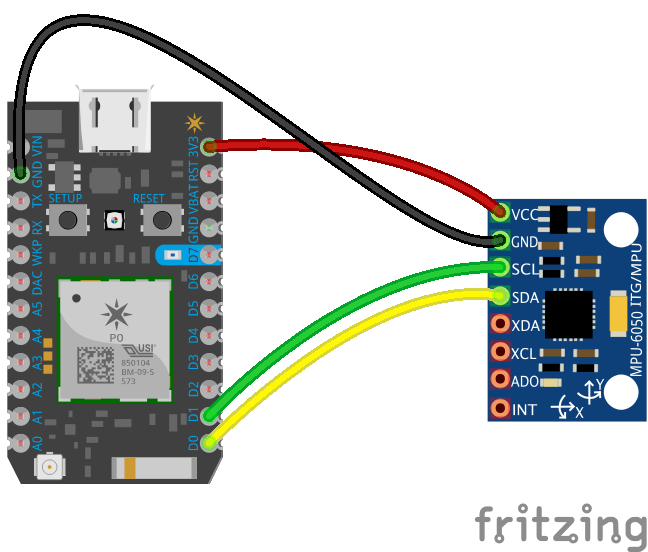 VIN
GND
TX
RX
WKP
DAC
A5
A4
A3
A2
A1
A0
SETUP
RESET
3V3
RST
VBAT
GND
D7
D6
D5
D4
D3
D2
D1
D0
PO
USI
850104
BM-09-S
573
VCC
GND
SCL
SDA
XDA
XCL
ADO
INT
MPU-6050 ITG/MPU
Y
X
fritzing